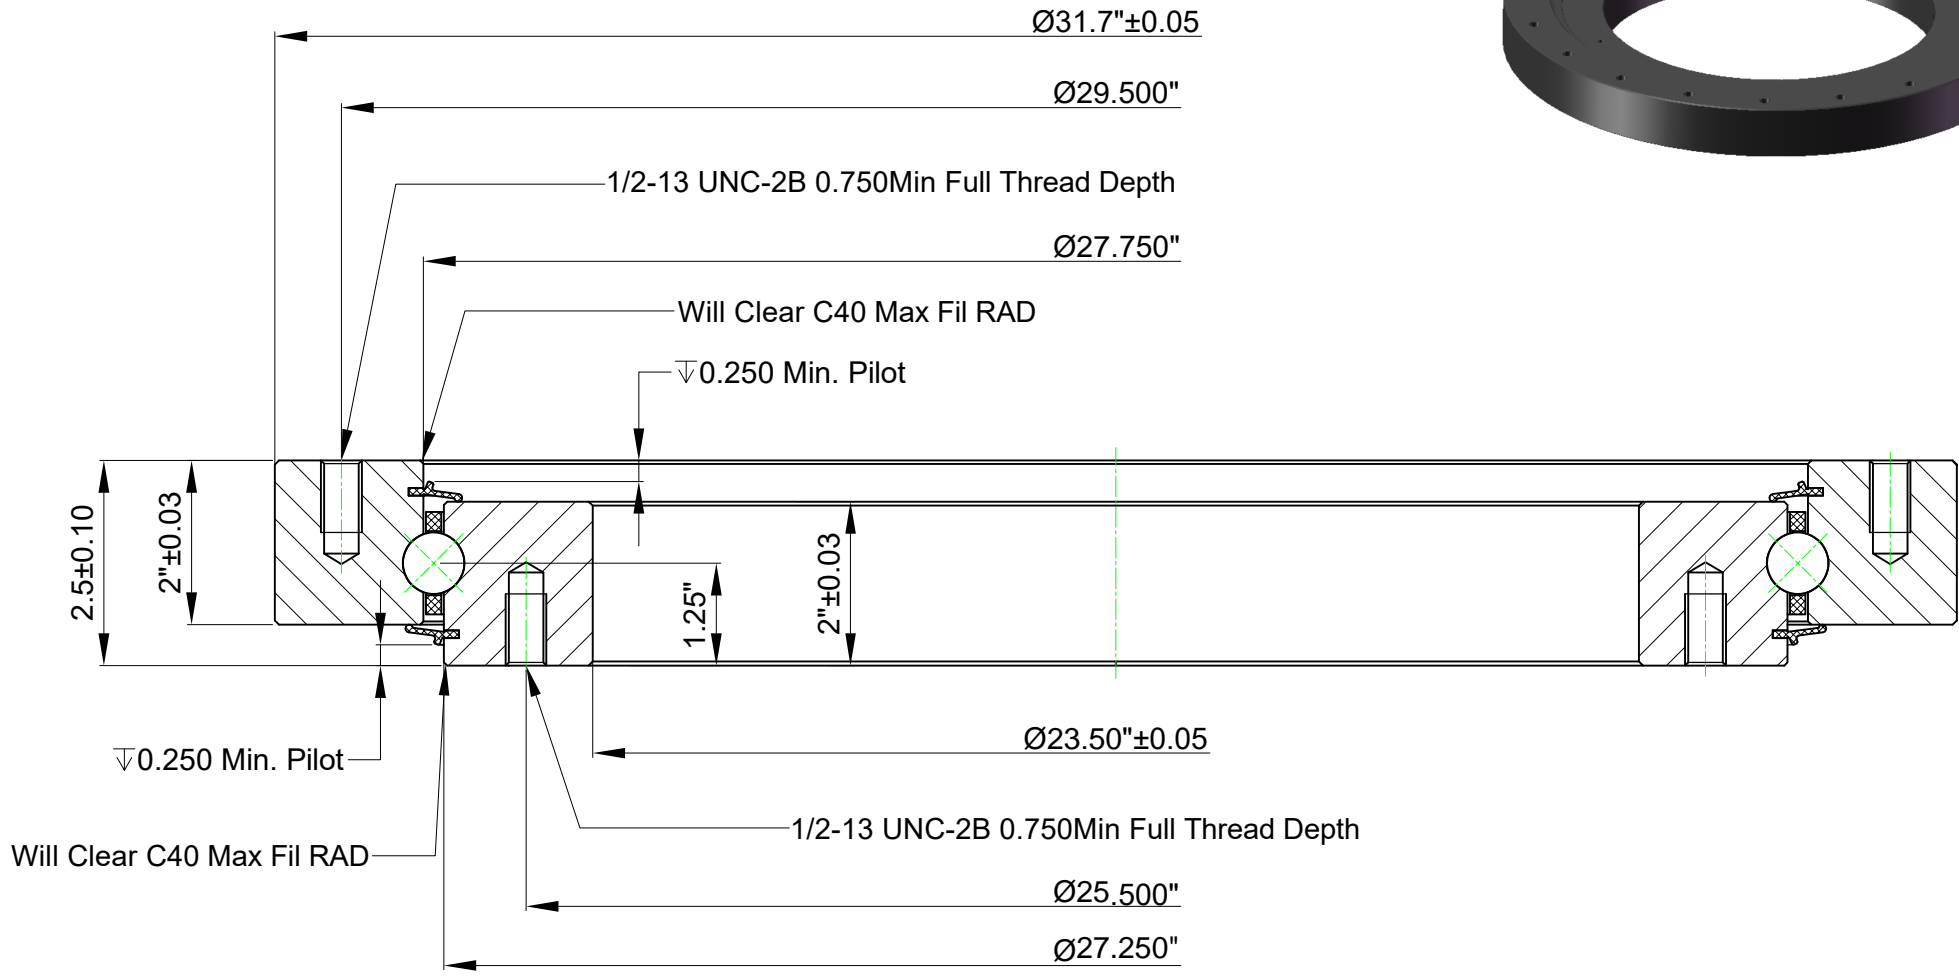 Ø31.7"±0.05
Ø29.500"
1/2-13 UNC-2B 0.750Min Full Thread Depth
Ø27.750"
Will Clear C40 Max Fil RAD
↧0.250 Min. Pilot
2.5±0.10
2"±0.03
1.25"
2"±0.03
Ø23.50"±0.05
↧0.250 Min. Pilot
1/2-13 UNC-2B 0.750Min Full Thread Depth
Will Clear C40 Max Fil RAD
Ø25.500"
Ø27.250"